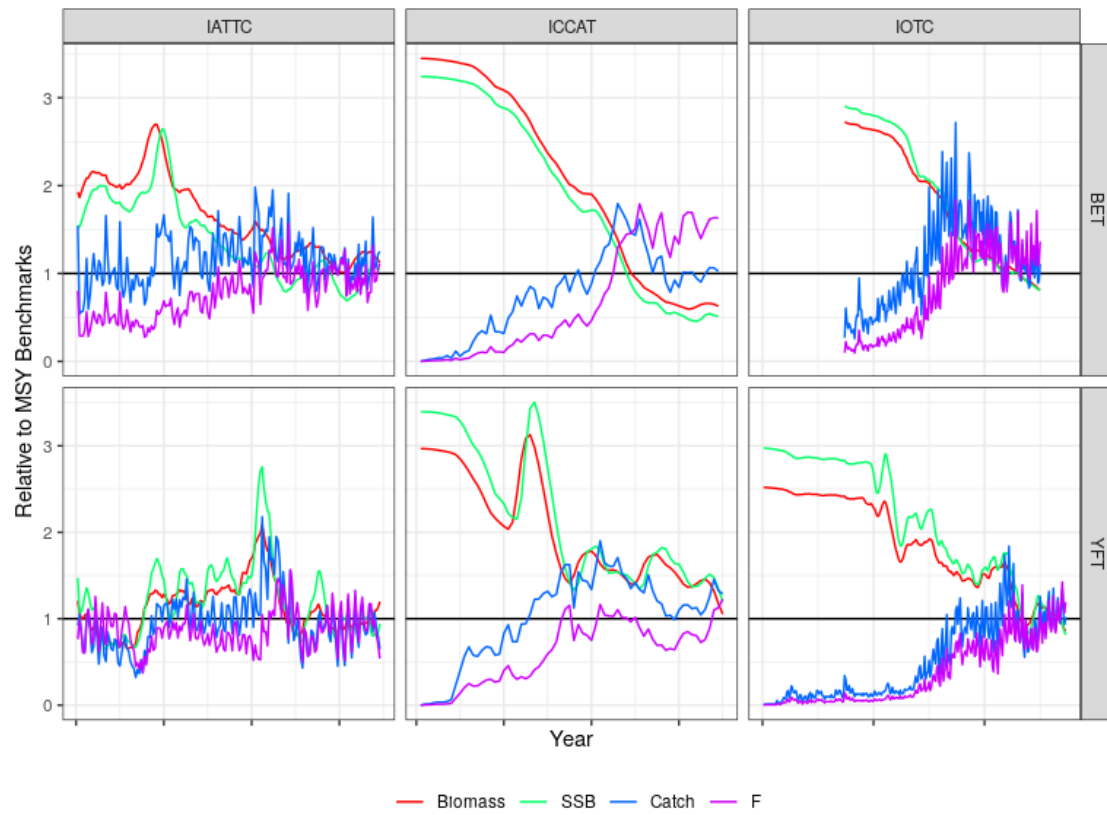 IATTC ICCAT IOTC
3
2
1
0
BET
3
2
1
0
YFT
Relative to MSY Benchmarks
Year
Biomass SSB Catch F